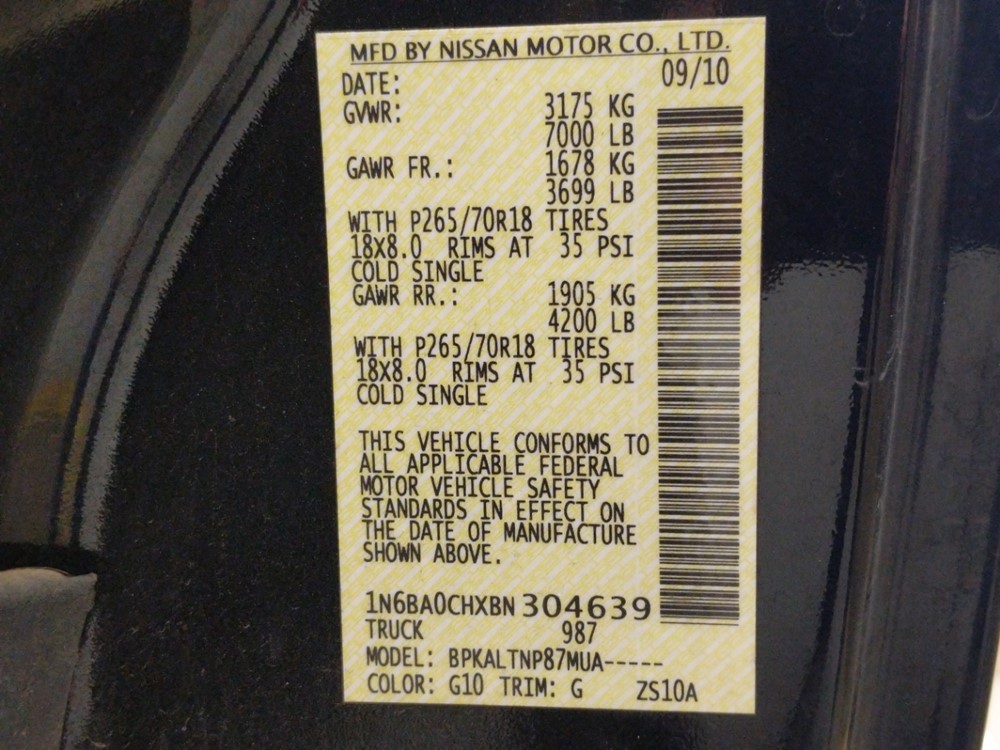 MFD BY NISSAN MOTOR CO., LTD.
DATE: 09/10
GVWR: 3175 KG
7000 LB
GAWR FR.: 1678 KG
3699 LB
WITH P265/70R18 TIRES
18X8.0 RIMS AT 35 PSI
COLD SINGLE
GAWR RR.: 1905 KG
4200 LB
WITH P265/70R18 TIRES
18X8.0 RIMS AT 35 PSI
COLD SINGLE
THIS VEHICLE CONFORMS TO
ALL APPLICABLE FEDERAL
MOTOR VEHICLE SAFETY
STANDARDS IN EFFECT ON
THE DATE OF MANUFACTURE
SHOWN ABOVE.
1N6BA0CHXBN304639
TRUCK 987
MODEL: BPKALTNP87MUA-----
COLOR: G10 TRIM: G ZS10A